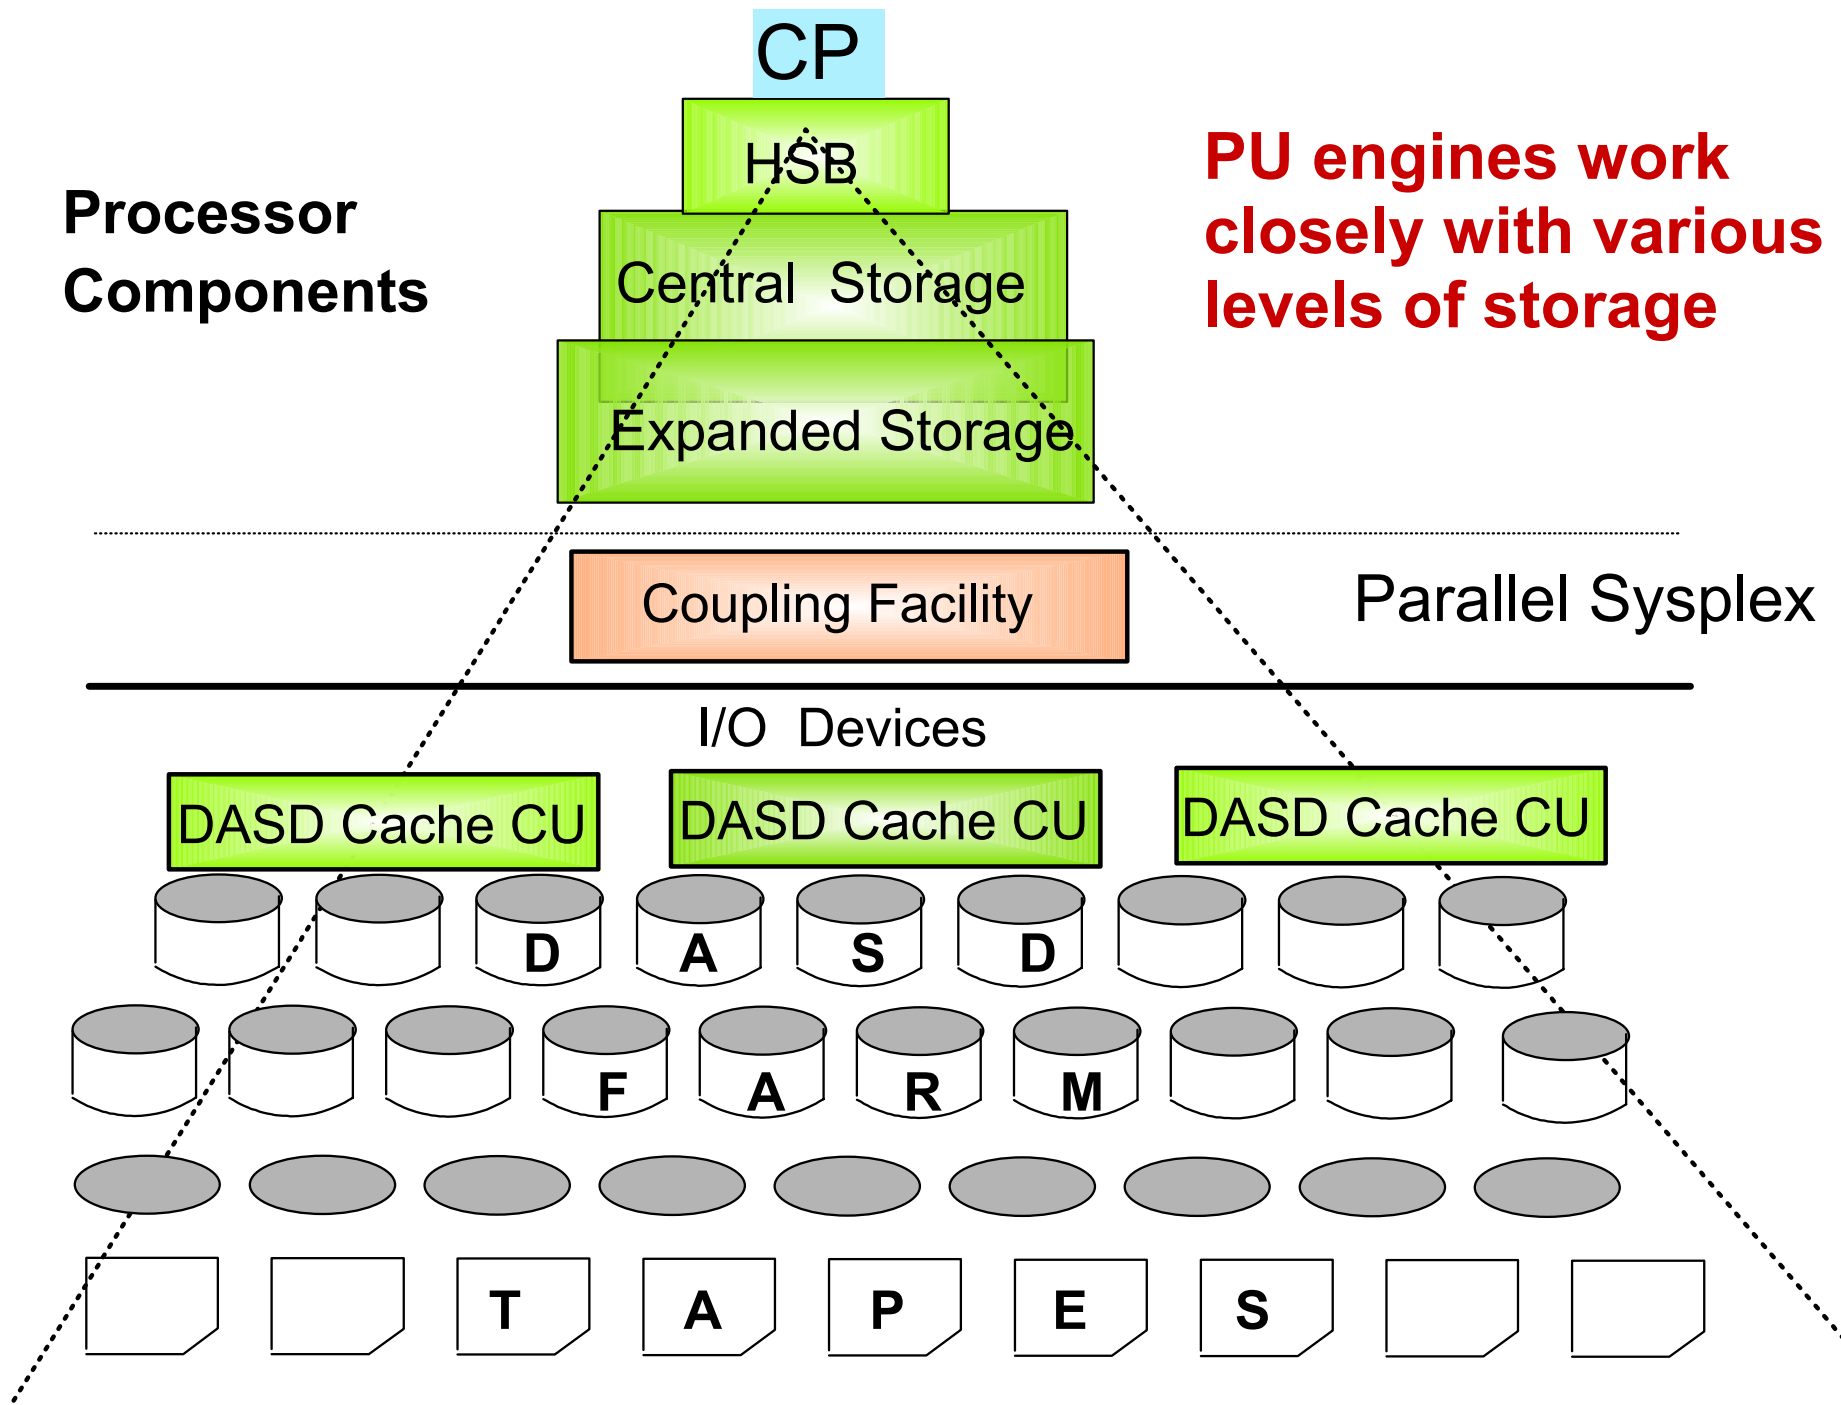 CP
HSB
Processor
Components
PU engines work
closely with various
levels of storage
Central Storage
Expanded Storage
Coupling Facility
Parallel Sysplex
I/O Devices
DASD Cache CU
DASD Cache CU
DASD Cache CU
D A S D
F A R M
T A P E S